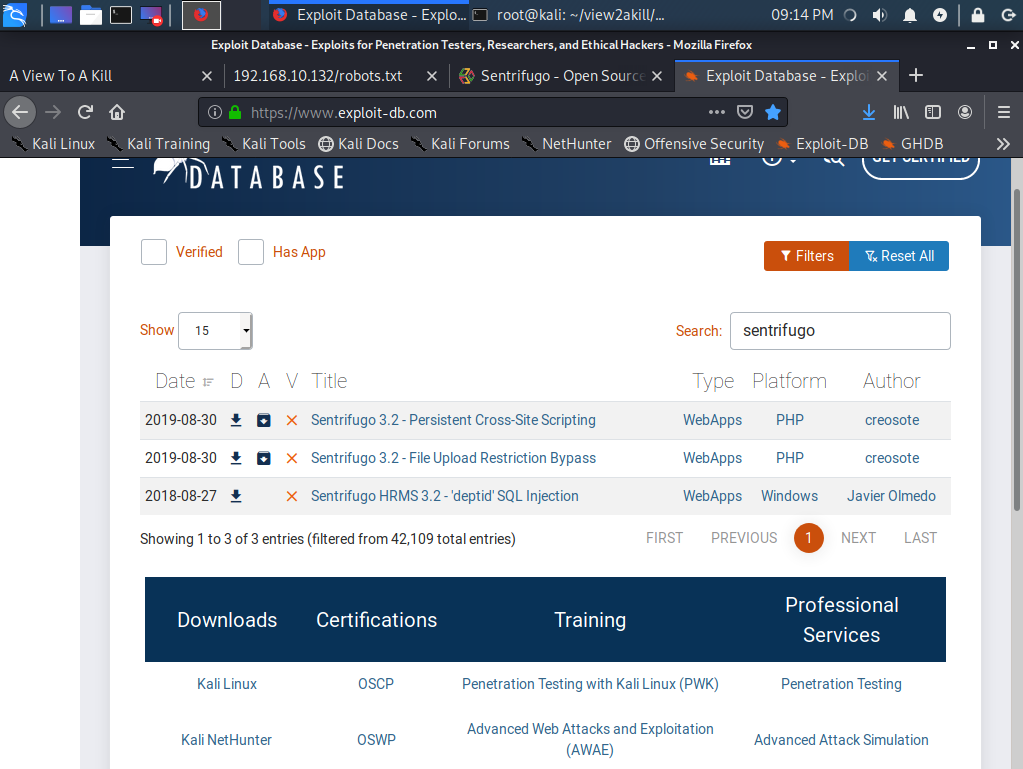 Exploit Database - Explo... root@kali: ~/view2akill/... 09:14 PM
Exploit Database - Exploits for Penetration Testers, Researchers, and Ethical Hackers - Mozilla Firefox
A View To A Kill 192.168.10.132/robots.txt Sentrifugo - Open Source Exploit Database - Explo
https://www.exploit-db.com
Kali Linux Kali Training Kali Tools Kali Docs Kali Forums NetHunter Offensive Security Exploit-DB GHDB
DATABASE GET CERTIFIED
Verified Has App Filters Reset All
Show 15 Search: sentrifugo
Date D A V Title Type Platform Author
2019-08-30 Sentrifugo 3.2 - Persistent Cross-Site Scripting WebApps PHP creosote
2019-08-30 Sentrifugo 3.2 - File Upload Restriction Bypass WebApps PHP creosote
2018-08-27 Sentrifugo HRMS 3.2 - 'deptid' SQL Injection WebApps Windows Javier Olmedo
Showing 1 to 3 of 3 entries (filtered from 42,109 total entries) FIRST PREVIOUS 1 NEXT LAST
Downloads Certifications Training Professional
Services
Kali Linux OSCP Penetration Testing with Kali Linux (PWK) Penetration Testing
Kali NetHunter OSWP Advanced Web Attacks and Exploitation
(AWAE) Advanced Attack Simulation